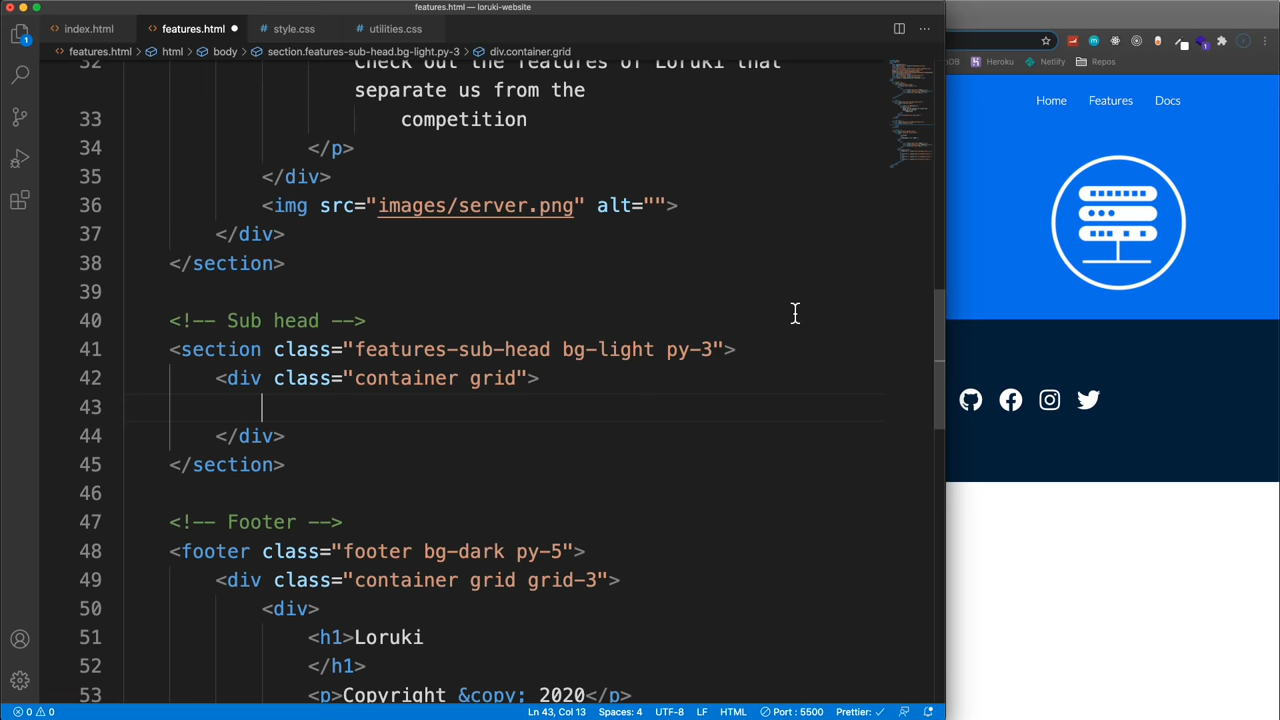 features.html — loruki-website
index.html
features.html
style.css
utilities.css
features.html > html > body > section.features-sub-head.bg-light.py-3 > div.container.grid
Heroku
Netlify
Repos
32 Check out the features of Loruki that
separate us from the
33 competition
34 </p>
35 </div>
36 <img src="images/server.png" alt="">
37 </div>
38 </section>
39
40 <!-- Sub head -->
41 <section class="features-sub-head bg-light py-3">
42 <div class="container grid">
43
44 </div>
45 </section>
46
47 <!-- Footer -->
48 <footer class="footer bg-dark py-5">
49 <div class="container grid grid-3">
50 <div>
51 <h1>Loruki
52 </h1>
53 <p>Copyright &copy; 2020</p>
Home Features Docs
1
0 0 Ln 43, Col 13 Spaces: 4 UTF-8 LF HTML Port : 5500 Prettier: ✓